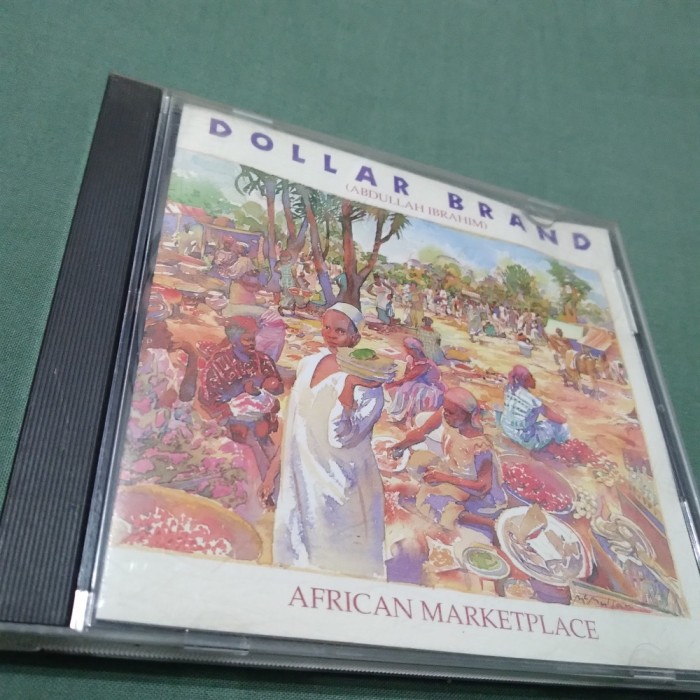 DOLLAR BRAND
(ABDULLAH IBRAHIM)
AFRICAN MARKETPLACE